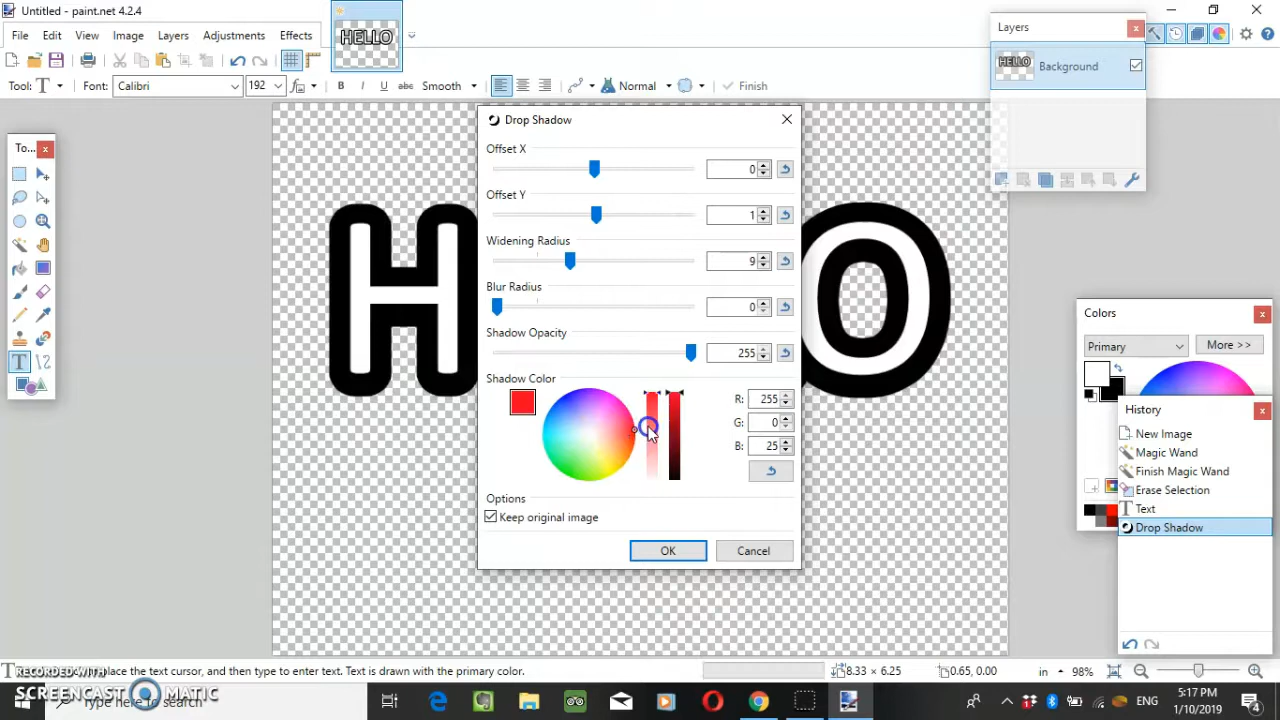 Untitled - paint.net 4.2.4
HELLO
File Edit View Image Layers Adjustments Effects
Tool: T Font: Calibri 192 B I U abc Smooth Normal Finish
Layers
HELLO Background
To...
Drop Shadow
Offset X
0
Offset Y
1
Widening Radius
9
Blur Radius
0
Shadow Opacity
255
Shadow Color
R: 255
G: 0
B: 25
Options
Keep original image
OK Cancel
H O
Colors
Primary More >>
History
New Image
Magic Wand
Finish Magic Wand
Erase Selection
Text
Drop Shadow
place the text cursor, and then type to enter text. Text is drawn with the primary color.
8.33 × 6.25 0.65, 0.00 in 98%
RECORDED WITH
SCREENCAST MATIC
Type here to search
ENG
5:17 PM
1/10/2019
4